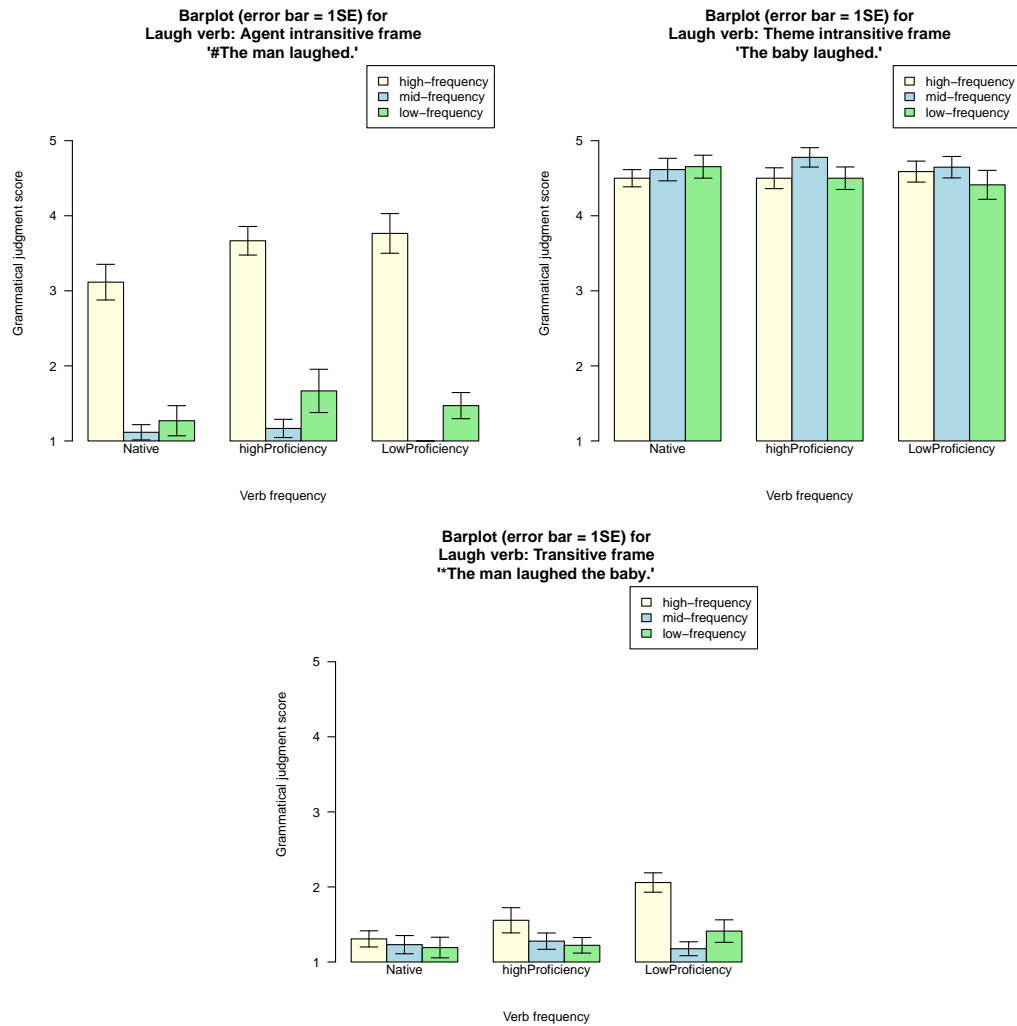 Barplot (error bar = 1SE) for
Laugh verb: Agent intransitive frame
'#The man laughed.'
high−frequency
mid−frequency
low−frequency
5
4
3
2
1
Grammatical judgment score
Native
highProficiency
LowProficiency
Verb frequency
Barplot (error bar = 1SE) for
Laugh verb: Theme intransitive frame
'The baby laughed.'
high−frequency
mid−frequency
low−frequency
5
4
3
2
1
Grammatical judgment score
Native
highProficiency
LowProficiency
Verb frequency
Barplot (error bar = 1SE) for
Laugh verb: Transitive frame
'*The man laughed the baby.'
high−frequency
mid−frequency
low−frequency
5
4
3
2
1
Grammatical judgment score
Native
highProficiency
LowProficiency
Verb frequency